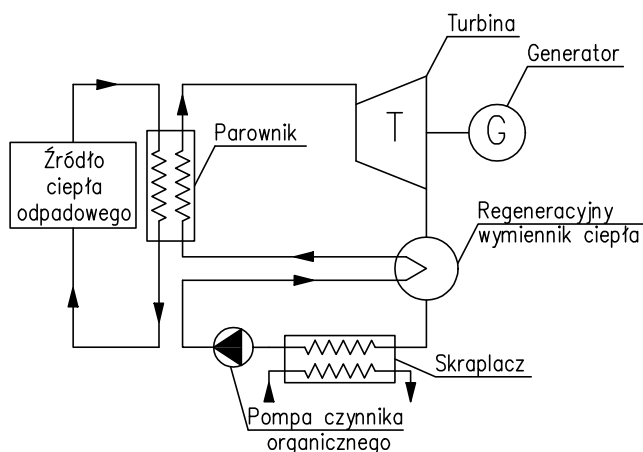 Turbina
Generator
T
G
Parownik
Źródło
ciepła
odpadowego
Regeneracyjny
wymiennik ciepła
Skraplacz
Pompa czynnika
organicznego